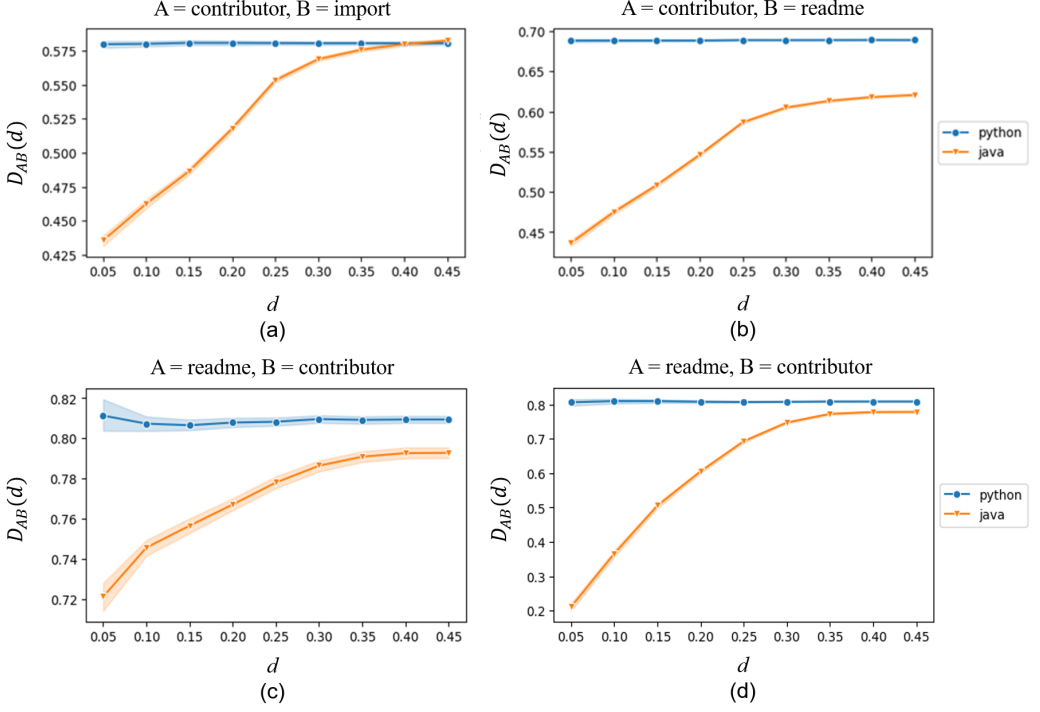 A = contributor, B = import
0.575
0.550
0.525
0.500
0.475
0.450
0.425
D_AB(d)
0.05 0.10 0.15 0.20 0.25 0.30 0.35 0.40 0.45
d
(a)
A = contributor, B = readme
0.70
0.65
0.60
0.55
0.50
0.45
D_AB(d)
0.05 0.10 0.15 0.20 0.25 0.30 0.35 0.40 0.45
d
(b)
python
java
A = readme, B = contributor
0.82
0.80
0.78
0.76
0.74
0.72
D_AB(d)
0.05 0.10 0.15 0.20 0.25 0.30 0.35 0.40 0.45
d
(c)
A = readme, B = contributor
0.8
0.7
0.6
0.5
0.4
0.3
0.2
D_AB(d)
0.05 0.10 0.15 0.20 0.25 0.30 0.35 0.40 0.45
d
(d)
python
java